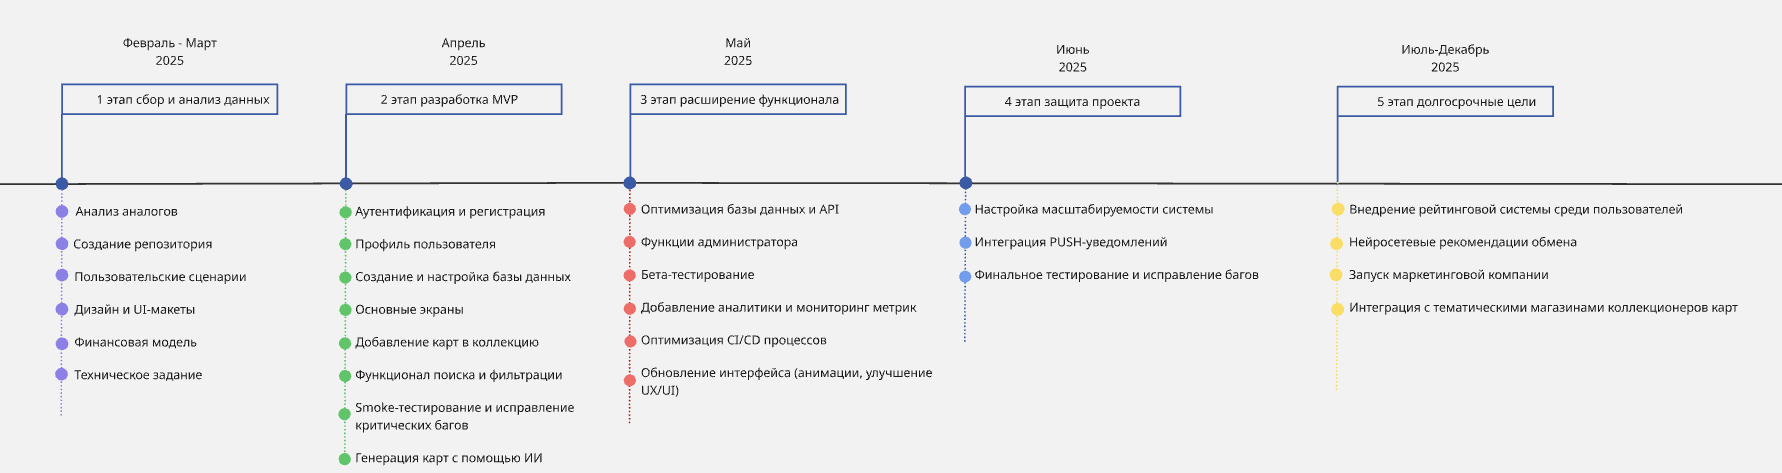 Февраль - Март
2025
1 этап сбор и анализ данных
Анализ аналогов
Создание репозитория
Пользовательские сценарии
Дизайн и UI-макеты
Финансовая модель
Техническое задание
Апрель
2025
2 этап разработка MVP
Аутентификация и регистрация
Профиль пользователя
Создание и настройка базы данных
Основные экраны
Добавление карт в коллекцию
Функционал поиска и фильтрации
Smoke-тестирование и исправление
критических багов
Генерация карт с помощью ИИ
Май
2025
3 этап расширение функционала
Оптимизация базы данных и API
Функции администратора
Бета-тестирование
Добавление аналитики и мониторинг метрик
Оптимизация CI/CD процессов
Обновление интерфейса (анимации, улучшение
UX/UI)
Июнь
2025
4 этап защита проекта
Настройка масштабируемости системы
Интеграция PUSH-уведомлений
Финальное тестирование и исправление багов
Июль-Декабрь
2025
5 этап долгосрочные цели
Внедрение рейтинговой системы среди пользователей
Нейросетевые рекомендации обмена
Запуск маркетинговой компании
Интеграция с тематическими магазинами коллекционеров карт